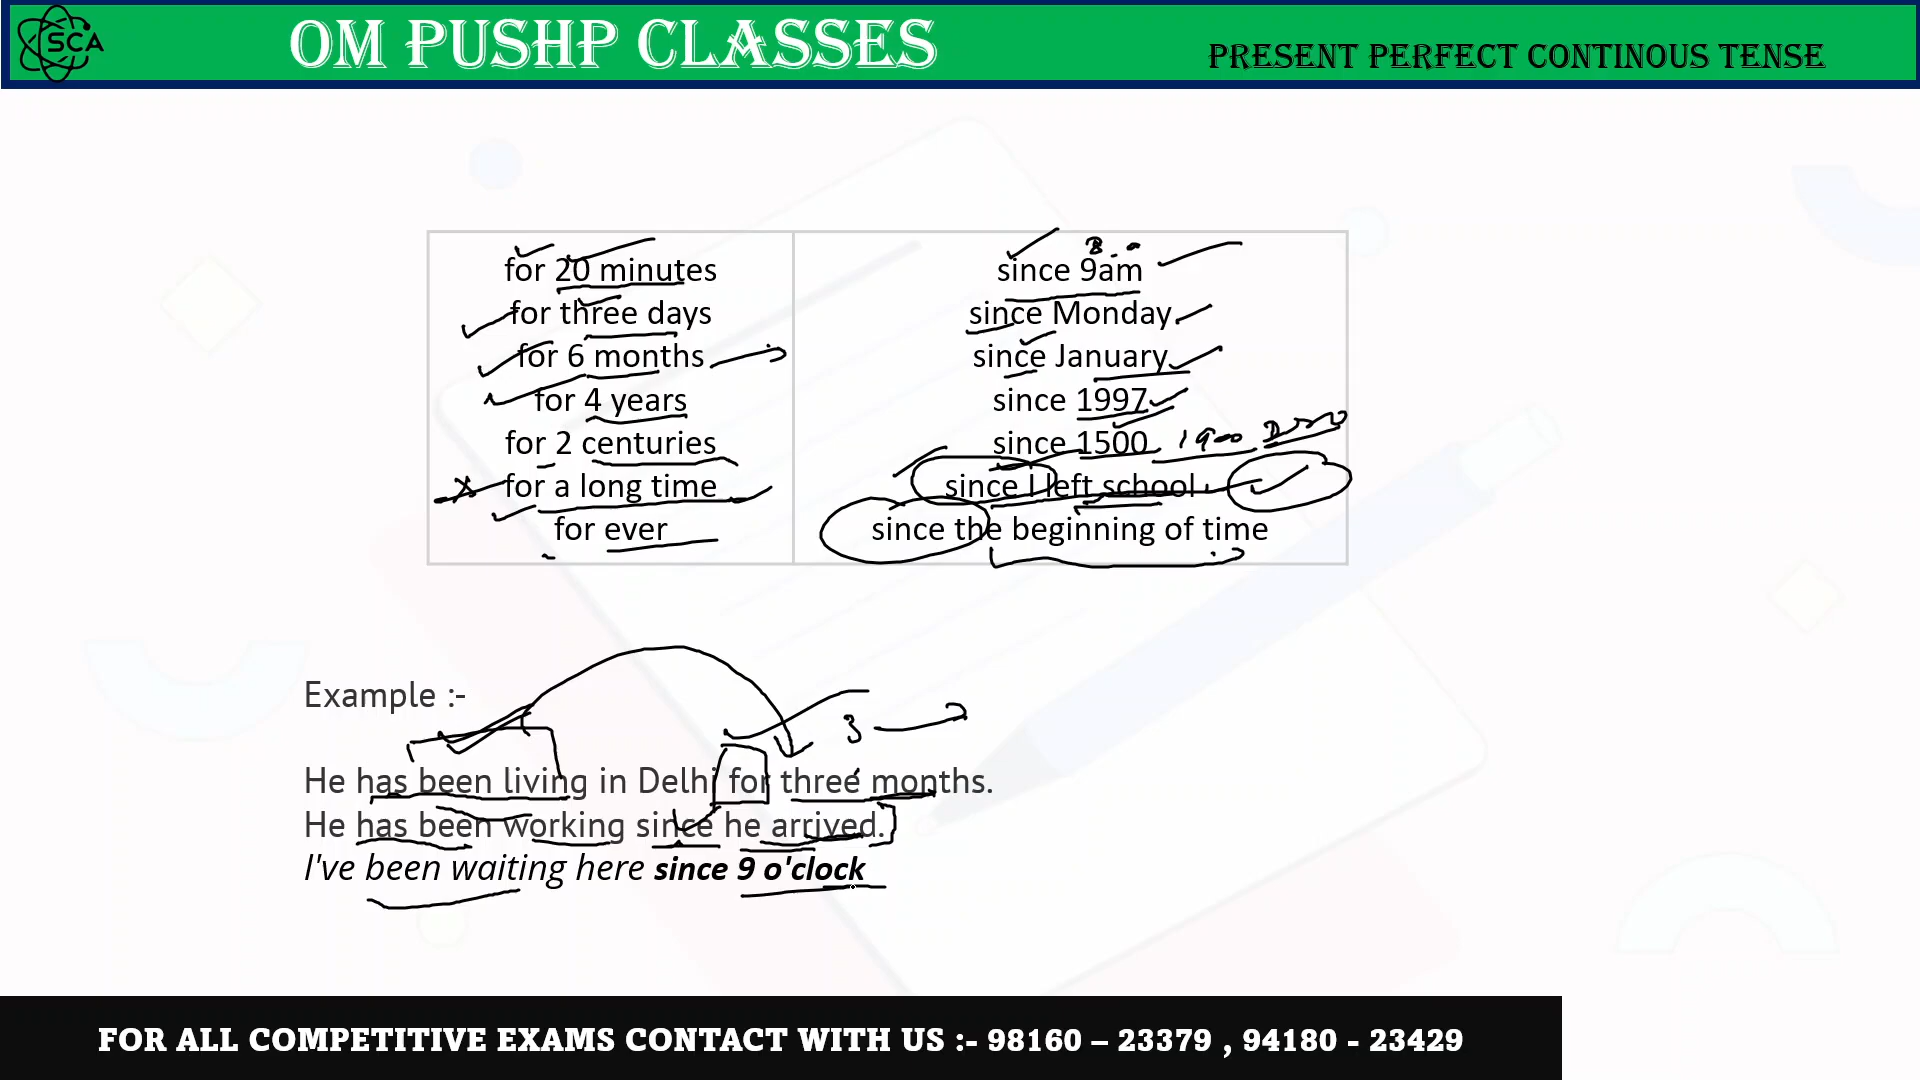 SCA
OM PUSHP CLASSES
PRESENT PERFECT CONTINOUS TENSE
for 20 minutes
for three days
for 6 months
for 4 years
for 2 centuries
for a long time
for ever
since 9am
since Monday
since January
since 1997
since 1500
1900
since I left school
since the beginning of time
Example :-
3
He has been living in Delhi for three months.
He has been working since he arrived.
I've been waiting here since 9 o'clock
FOR ALL COMPETITIVE EXAMS CONTACT WITH US :- 98160 – 23379 , 94180 - 23429